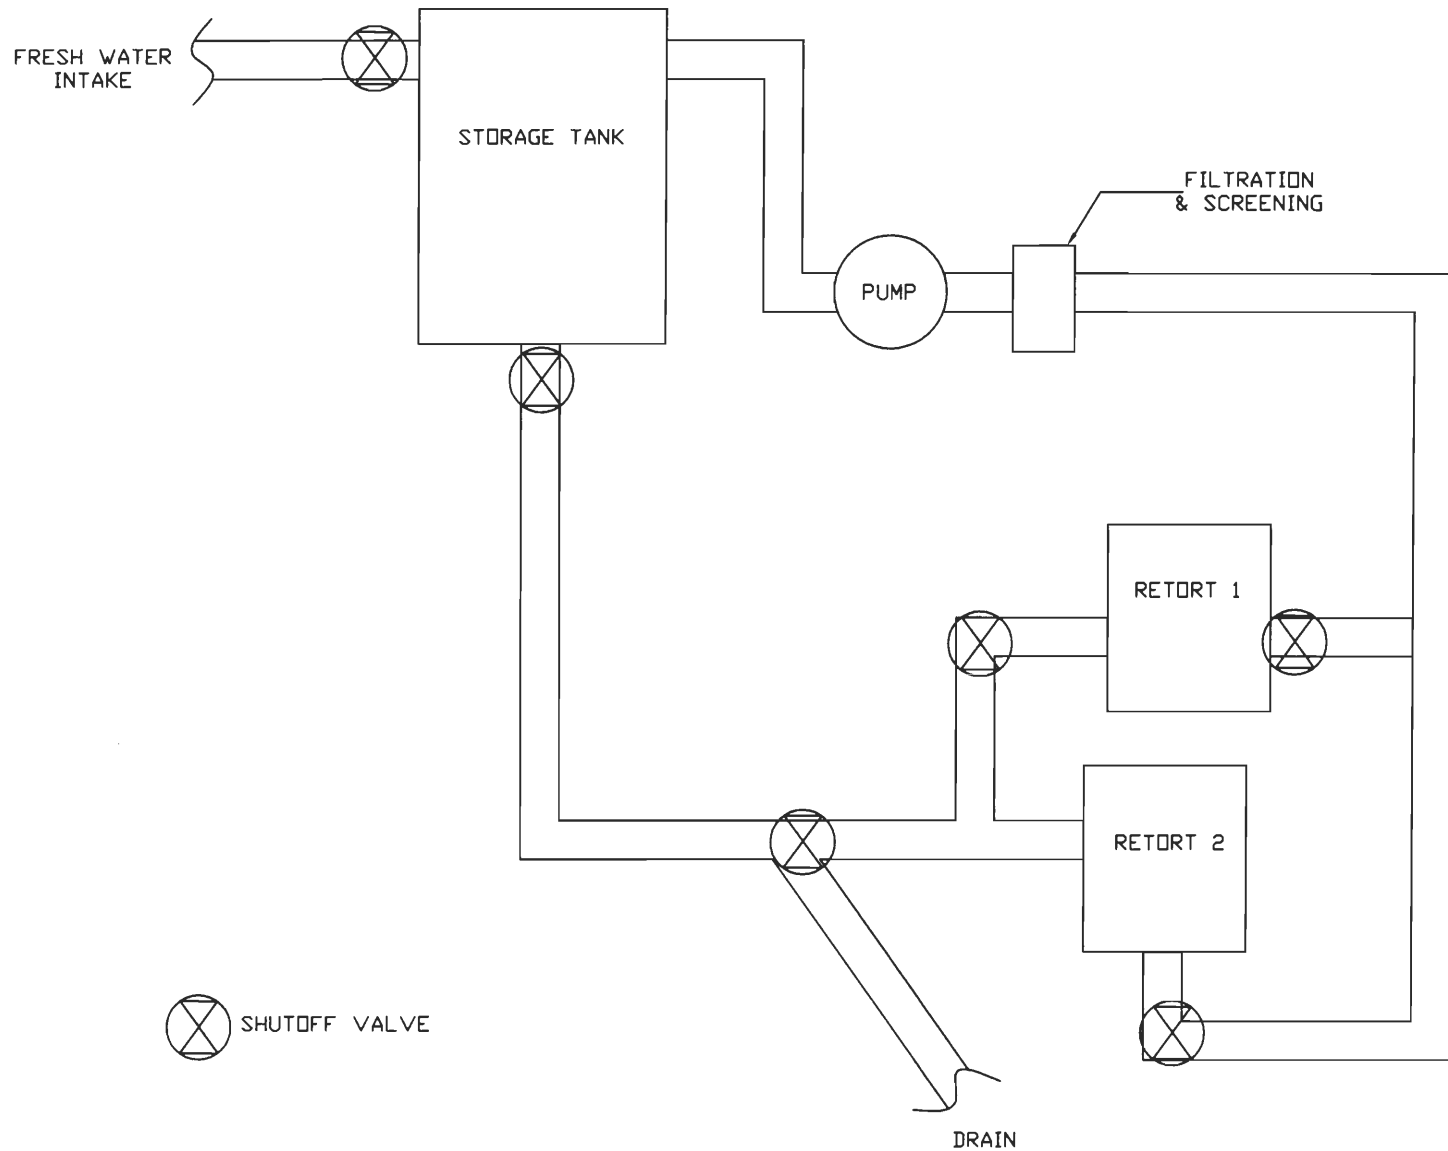 FRESH WATER
INTAKE
STORAGE TANK
FILTRATION
& SCREENING
PUMP
RETORT 1
RETORT 2
SHUTOFF VALVE
DRAIN